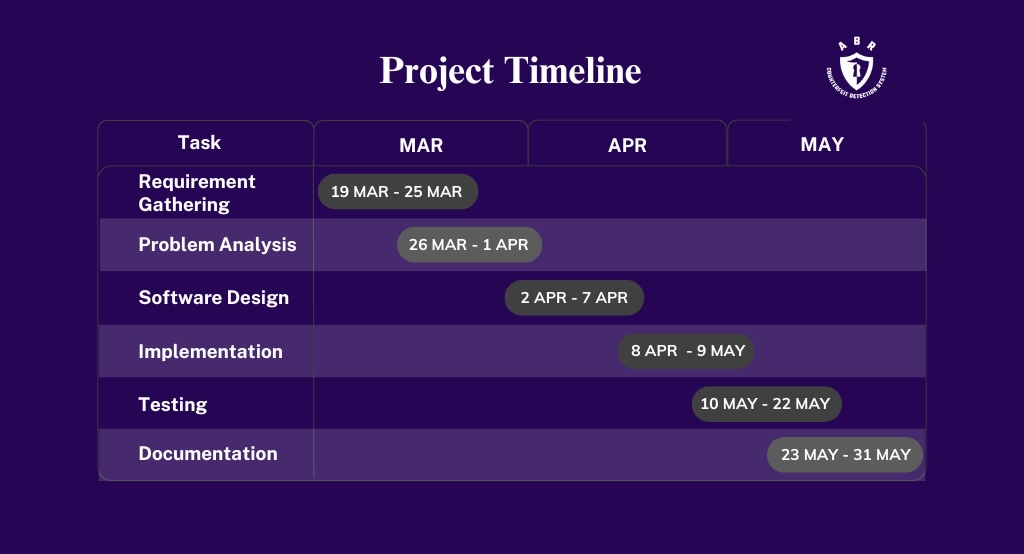 Project Timeline
A B R
COUNTERFEIT DETECTION SYSTEM
Task
MAR
APR
MAY
Requirement
Gathering
19 MAR - 25 MAR
Problem Analysis
26 MAR - 1 APR
Software Design
2 APR - 7 APR
Implementation
8 APR  - 9 MAY
Testing
10 MAY - 22 MAY
Documentation
23 MAY - 31 MAY